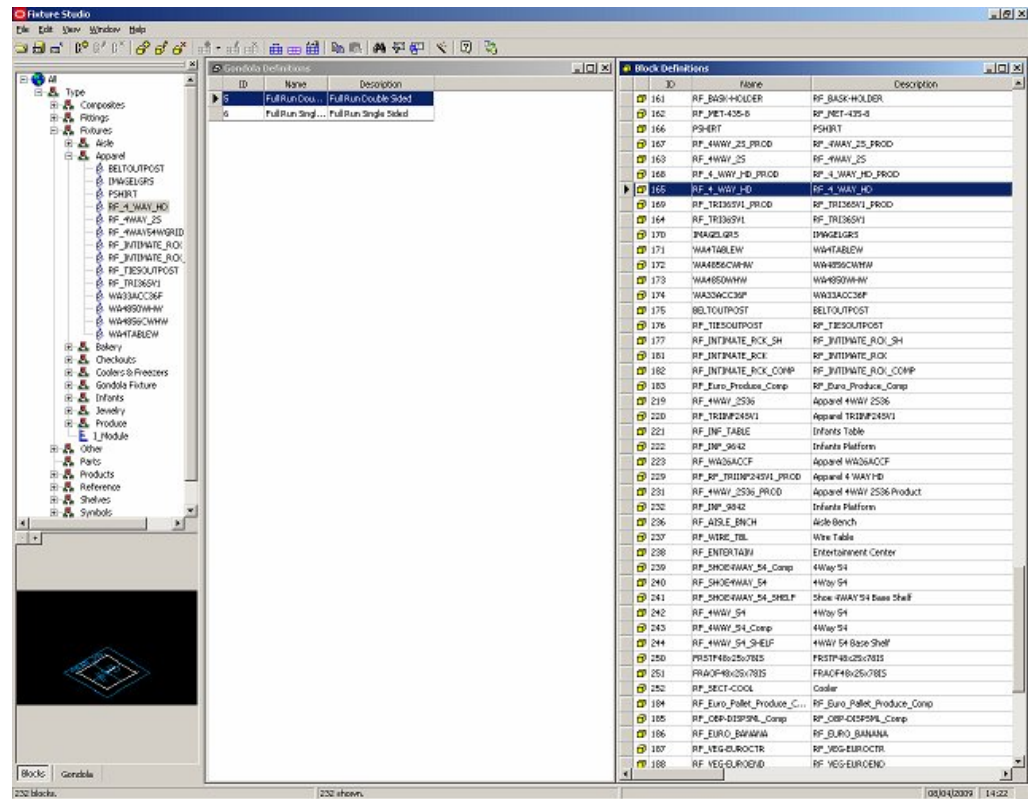 Fixture Studio
File Edit View Window Help
All
Type
Composites
Fittings
Fixtures
Aisle
Apparel
BELTOUTPOST
IMAGELGRS
PSHIRT
RF_4_WAY_HD
RF_4WAY_2S
RF_4WAY54WGRID
RF_INTIMATE_RCK
RF_INTIMATE_RCK_
RF_TIESOUTPOST
RF_TRI36SV1
WA33ACC36F
WA4850WHW
WA4856CWHW
WA4TABLEW
Bakery
Checkouts
Coolers & Freezers
Gondola Fixture
Infants
Jewelry
Produce
1_Module
Other
Parts
Products
Reference
Shelves
Symbols
Blocks Gondola
Gondola Definitions
ID Name Description
5 Full Run Dou... Full Run Double Sided
6 Full Run Singl... Full Run Single Sided
Block Definitions
ID Name Description
161 RF_BASK-HOLDER RF_BASK-HOLDER
162 RF_MET-435-8 RF_MET-435-8
166 PSHIRT PSHIRT
167 RF_4WAY_2S_PROD RF_4WAY_2S_PROD
163 RF_4WAY_2S RF_4WAY_2S
168 RF_4_WAY_HD_PROD RF_4_WAY_HD_PROD
165 RF_4_WAY_HD RF_4_WAY_HD
169 RF_TRI36SV1_PROD RF_TRI36SV1_PROD
164 RF_TRI36SV1 RF_TRI36SV1
170 IMAGELGRS IMAGELGRS
171 WA4TABLEW WA4TABLEW
172 WA4856CWHW WA4856CWHW
173 WA4850WHW WA4850WHW
174 WA33ACC36F WA33ACC36F
175 BELTOUTPOST BELTOUTPOST
176 RF_TIESOUTPOST RF_TIESOUTPOST
177 RF_INTIMATE_RCK_SH RF_INTIMATE_RCK_SH
181 RF_INTIMATE_RCK RF_INTIMATE_RCK
182 RF_INTIMATE_RCK_COMP RF_INTIMATE_RCK_COMP
183 RF_Euro_Produce_Comp RF_Euro_Produce_Comp
219 RF_4WAY_2S36 Apparel 4WAY 2S36
220 RF_TRIINF24SV1 Apparel TRIINF24SV1
221 RF_INF_TABLE Infants Table
222 RF_INF_9642 Infants Platform
223 RF_WA26ACCF Apparel WA26ACCF
229 RF_RF_TRIINF24SV1_PROD Apparel 4 WAY HD
231 RF_4WAY_2S36_PROD Apparel 4WAY 2S36 Product
232 RF_INF_9842 Infants Platform
236 RF_AISLE_BNCH Aisle Bench
237 RF_WIRE_TBL Wire Table
238 RF_ENTERTAIN Entertainment Center
239 RF_SHOE4WAY_54_Comp 4Way 54
240 RF_SHOE4WAY_54 4Way 54
241 RF_SHOE4WAY_54_SHELF Shoe 4WAY 54 Base Shelf
242 RF_4WAY_54 4Way 54
243 RF_4WAY_54_Comp 4Way 54
244 RF_4WAY_54_SHELF 4WAY 54 Base Shelf
250 FRSTF48x25x78IS FRSTF48x25x78IS
251 FRAOF48x25x78IS FRAOF48x25x78IS
252 RF_SECT-COOL Cooler
184 RF_Euro_Pallet_Produce_C... RF_Euro_Pallet_Produce_Comp
185 RF_OBP-DISPSML_Comp RF_OBP-DISPSML_Comp
186 RF_EURO_BANANA RF_EURO_BANANA
187 RF_VEG-EUROCTR RF_VEG-EUROCTR
188 RF_VEG-EUROEND RF_VEG-EUROEND
232 blocks. 232 shown. 08/04/2009 14:22